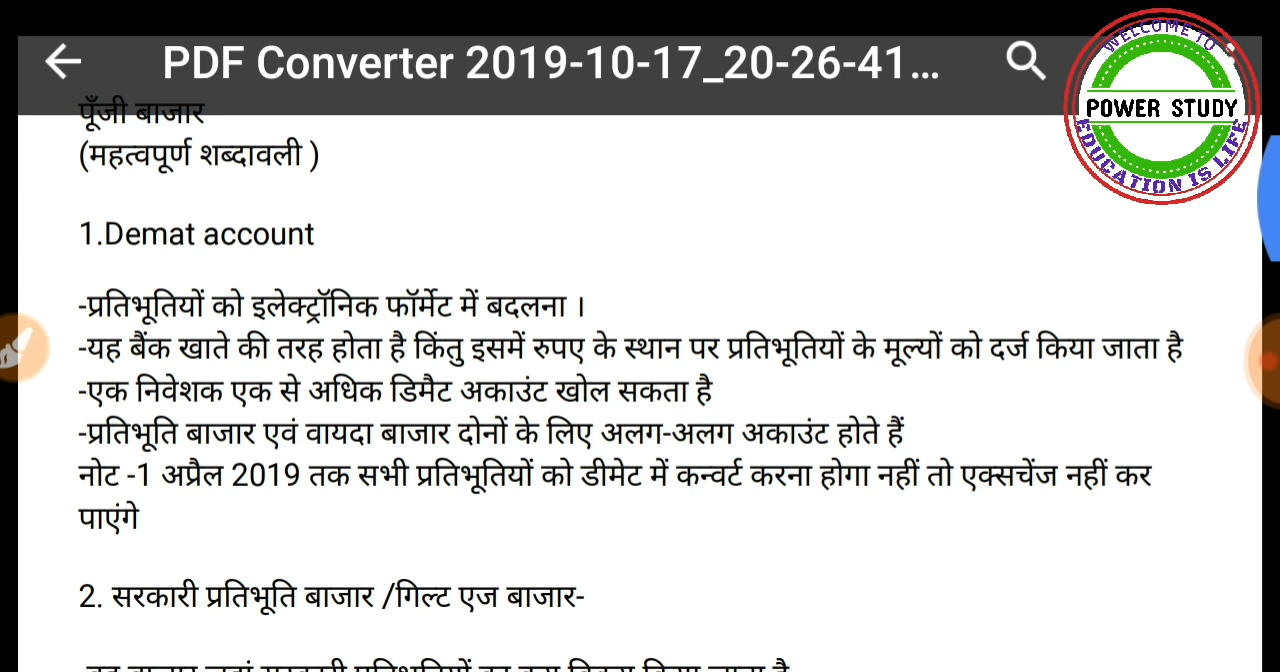 PDF Converter 2019-10-17_20-26-41...
WELCOME TO
POWER STUDY
EDUCATION IS LIFE
पूँजी बाजार
(महत्वपूर्ण शब्दावली )
1.Demat account
-प्रतिभूतियों को इलेक्ट्रॉनिक फॉर्मेट में बदलना ।
-यह बैंक खाते की तरह होता है किंतु इसमें रुपए के स्थान पर प्रतिभूतियों के मूल्यों को दर्ज किया जाता है
-एक निवेशक एक से अधिक डिमैट अकाउंट खोल सकता है
-प्रतिभूति बाजार एवं वायदा बाजार दोनों के लिए अलग-अलग अकाउंट होते हैं
नोट -1 अप्रैल 2019 तक सभी प्रतिभूतियों को डीमेट में कन्वर्ट करना होगा नहीं तो एक्सचेंज नहीं कर
पाएंगे
2. सरकारी प्रतिभूति बाजार /गिल्ट एज बाजार-